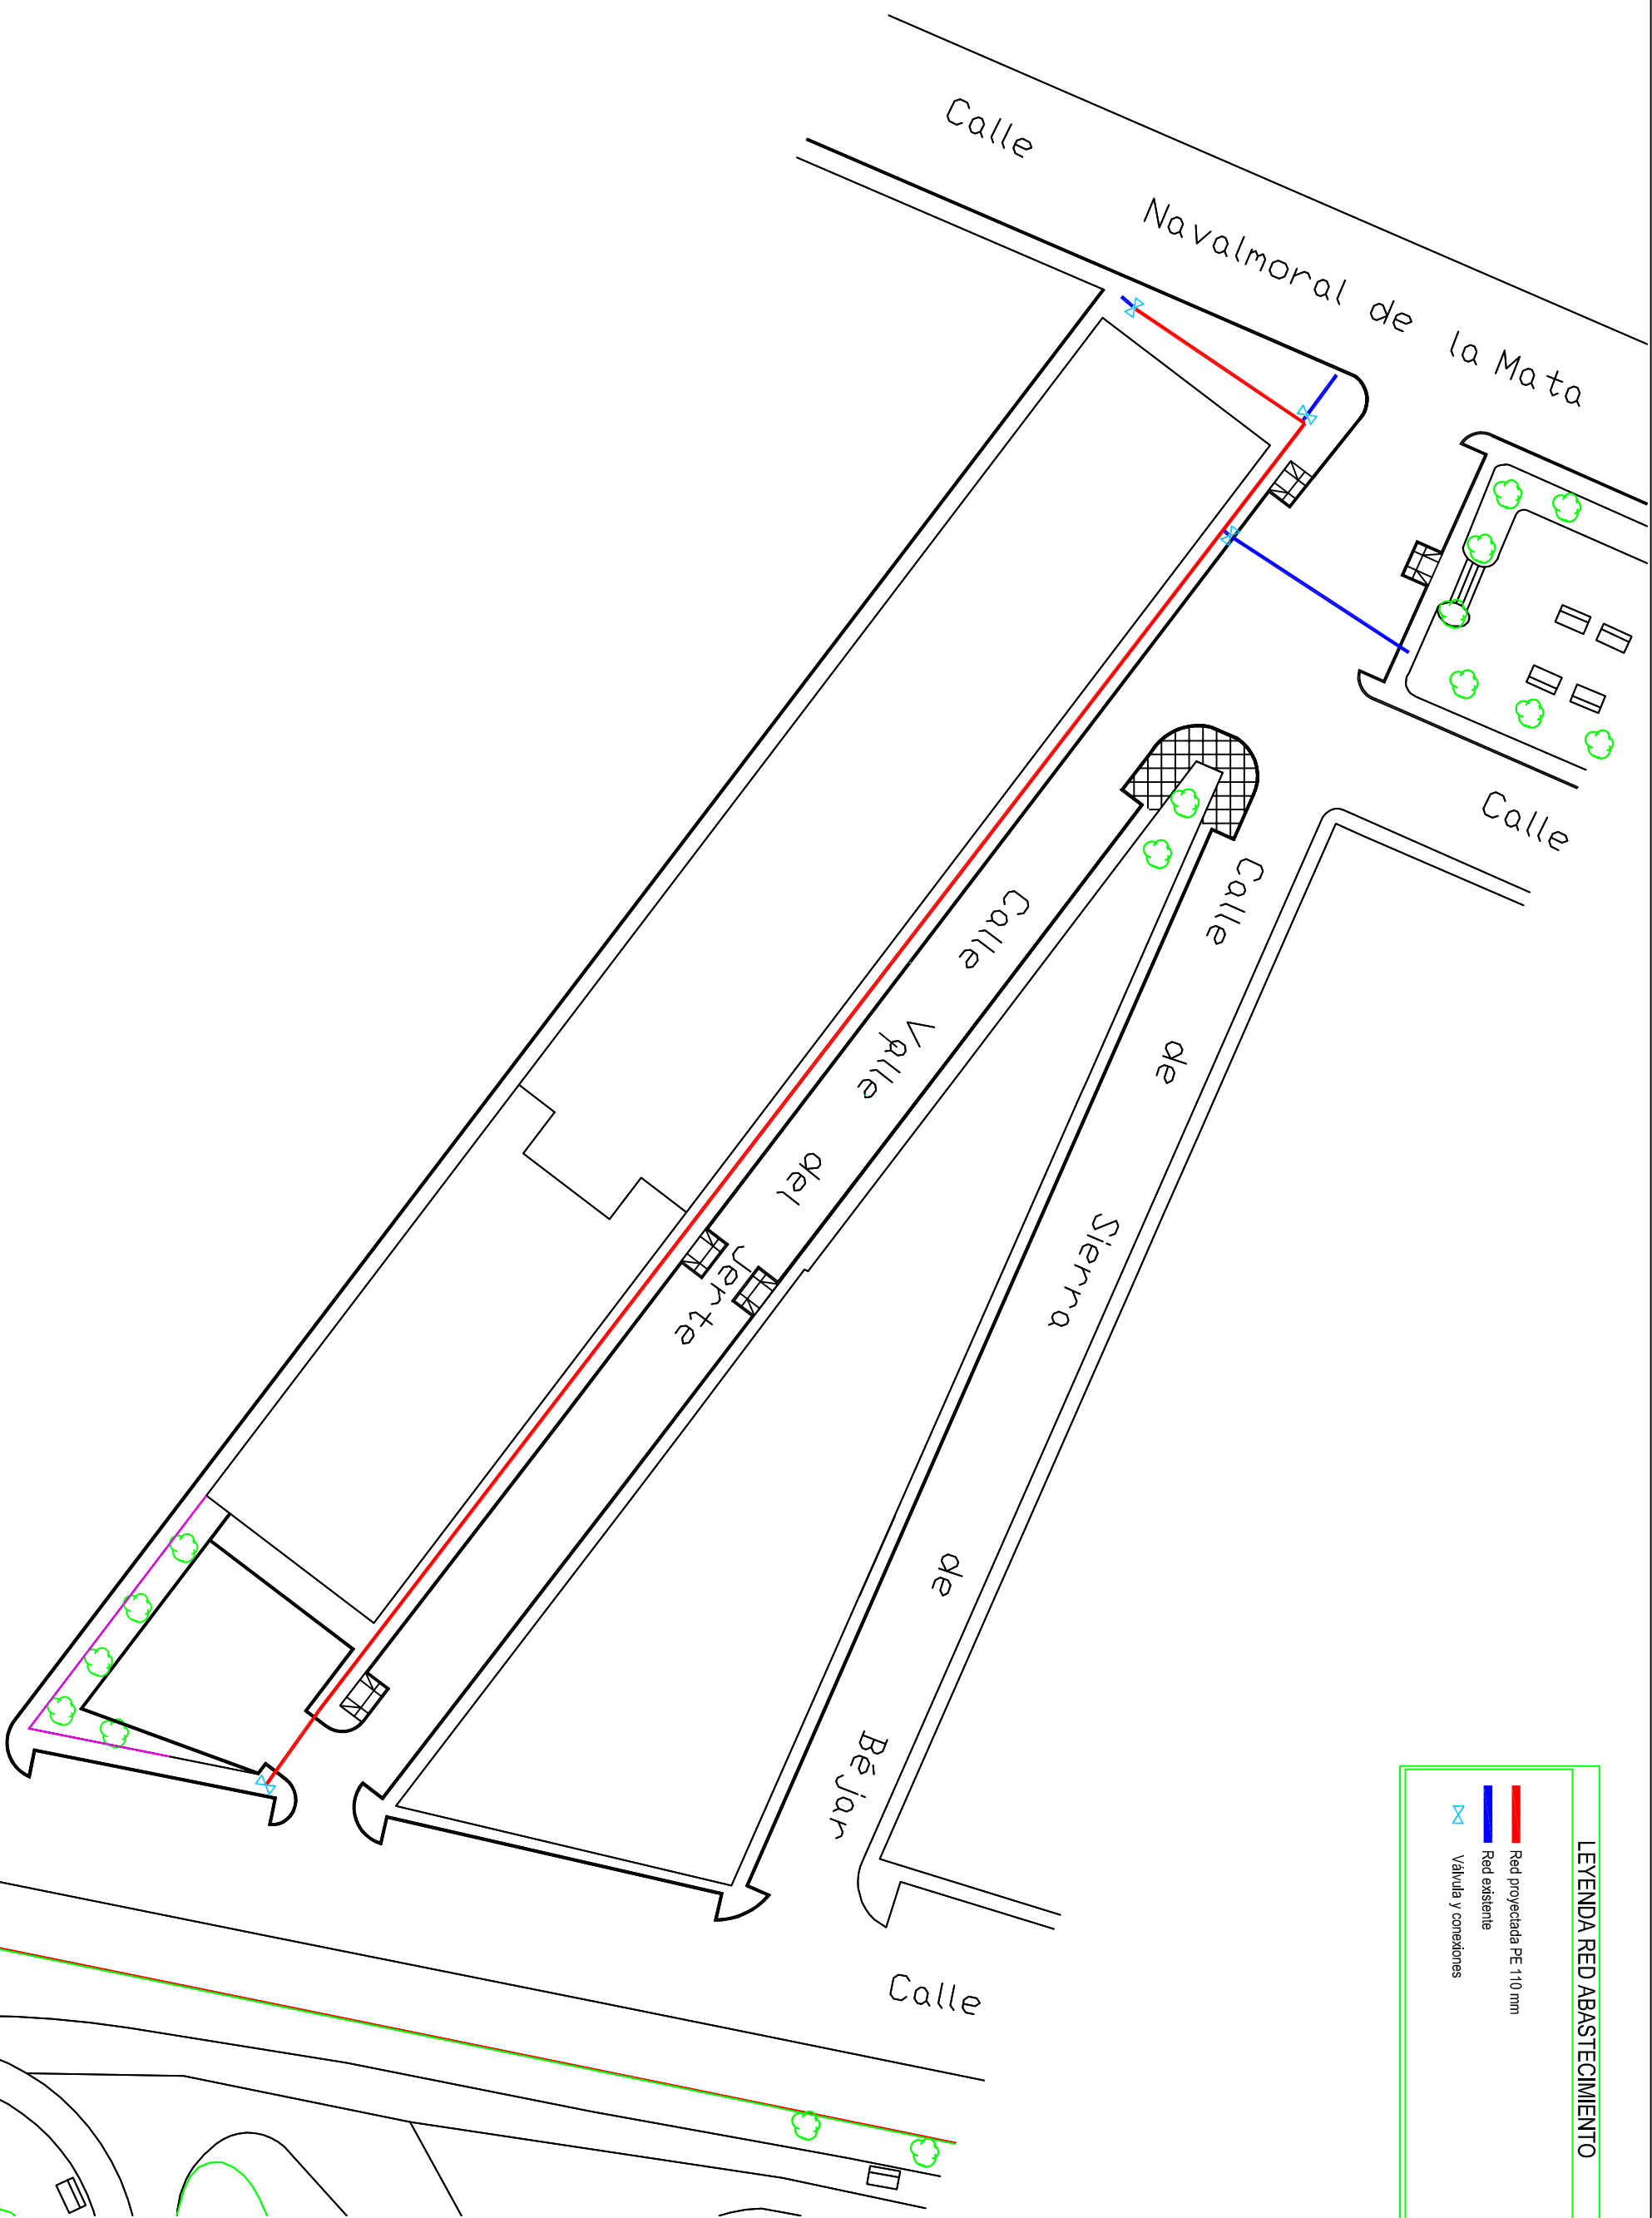 Calle
Navalmoral de la Mata
Calle
Calle de Sierra de Béjar
Calle Valle del Jerte
Calle
LEYENDA RED ABASTECIMIENTO
Red proyectada PE 110 mm
Red existente
Válvula y conexiones